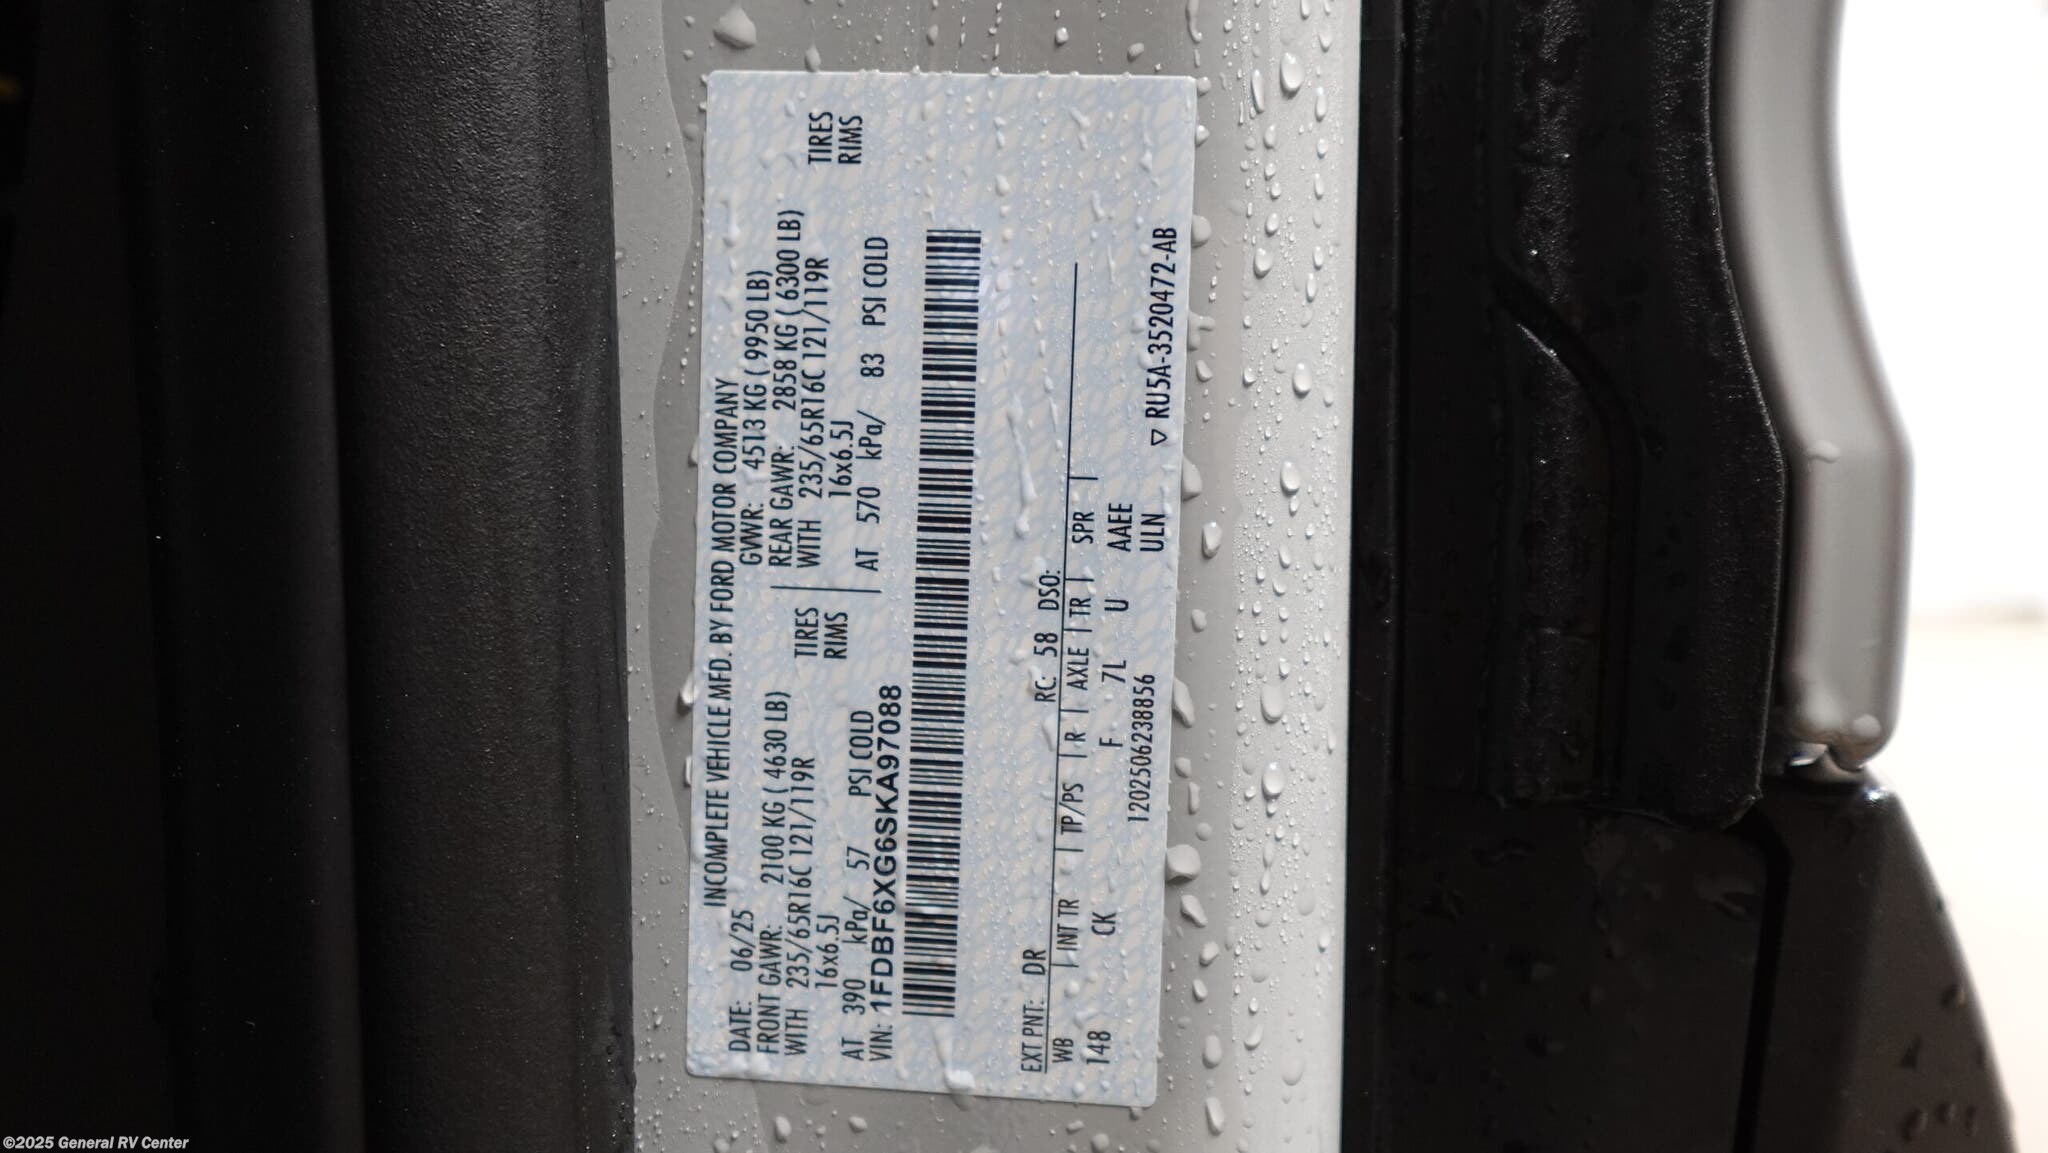 INCOMPLETE VEHICLE MFD. BY FORD MOTOR COMPANY
DATE: 06/25 GVWR: 4513 KG ( 9950 LB)
FRONT GAWR: 2100 KG ( 4630 LB) REAR GAWR: 2858 KG ( 6300 LB)
WITH 235/65R16C 121/119R TIRES WITH 235/65R16C 121/119R TIRES
16x6.5J RIMS 16x6.5J RIMS
AT 390 kPa/ 57 PSI COLD AT 570 kPa/ 83 PSI COLD
VIN: 1FDBF6XG6SKA97088
EXT PNT: DR RC: 58 DSO:
WB INT TR TP/PS R AXLE TR SPR
148 CK F 7L U AAEE
120250623​8856 ULN ▽ RU5A-3520472-AB
©2025 General RV Center